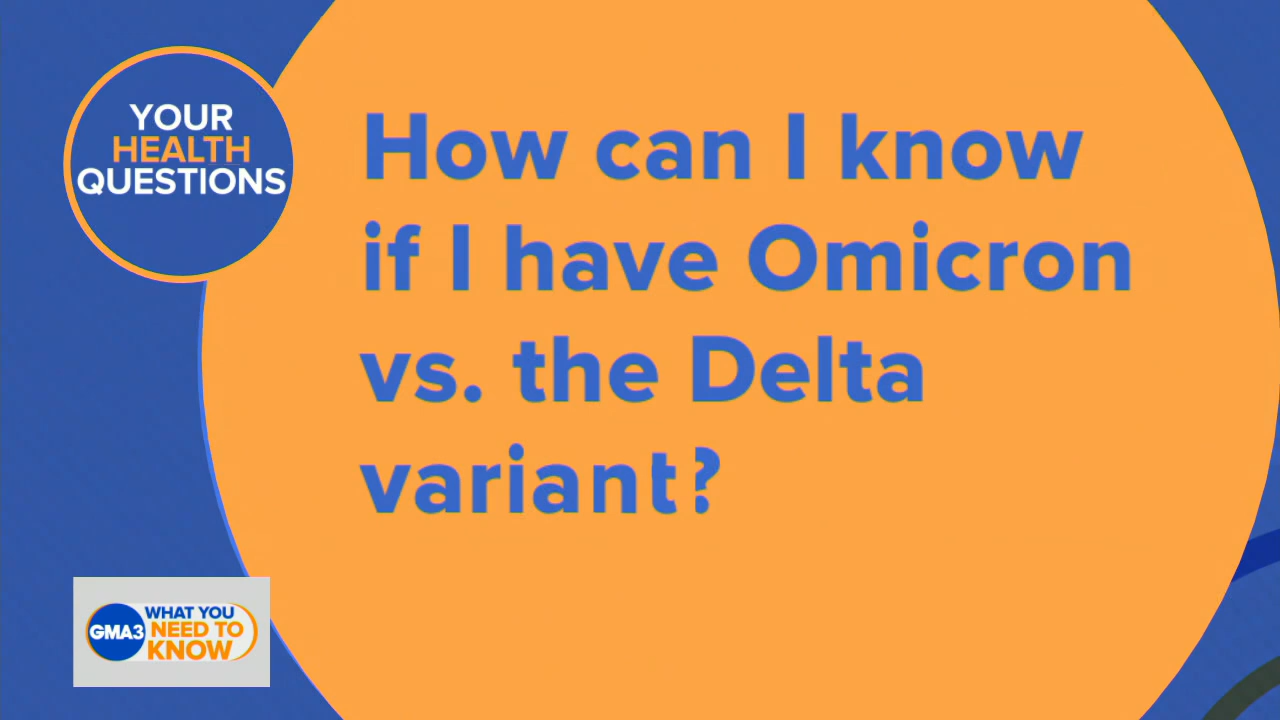 YOUR
HEALTH
QUESTIONS
How can I know
if I have Omicron
vs. the Delta
variant?
GMA3
WHAT YOU
NEED TO
KNOW